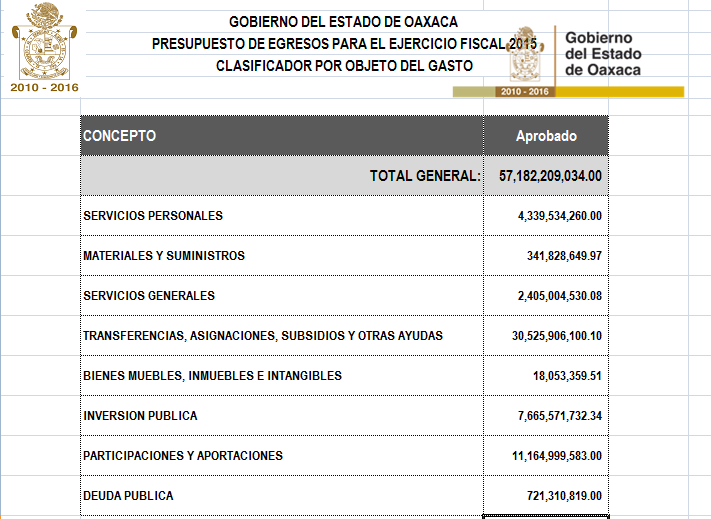 GOBIERNO DEL ESTADO DE OAXACA
PRESUPUESTO DE EGRESOS PARA EL EJERCICIO FISCAL 2015
CLASIFICADOR POR OBJETO DEL GASTO
2010 - 2016
Gobierno
del Estado
de Oaxaca
2010 - 2016
CONCEPTO Aprobado
TOTAL GENERAL: 57,182,209,034.00
SERVICIOS PERSONALES 4,339,534,260.00
MATERIALES Y SUMINISTROS 341,828,649.97
SERVICIOS GENERALES 2,405,004,530.08
TRANSFERENCIAS, ASIGNACIONES, SUBSIDIOS Y OTRAS AYUDAS 30,525,906,100.10
BIENES MUEBLES, INMUEBLES E INTANGIBLES 18,053,359.51
INVERSION PUBLICA 7,665,571,732.34
PARTICIPACIONES Y APORTACIONES 11,164,999,583.00
DEUDA PUBLICA 721,310,819.00